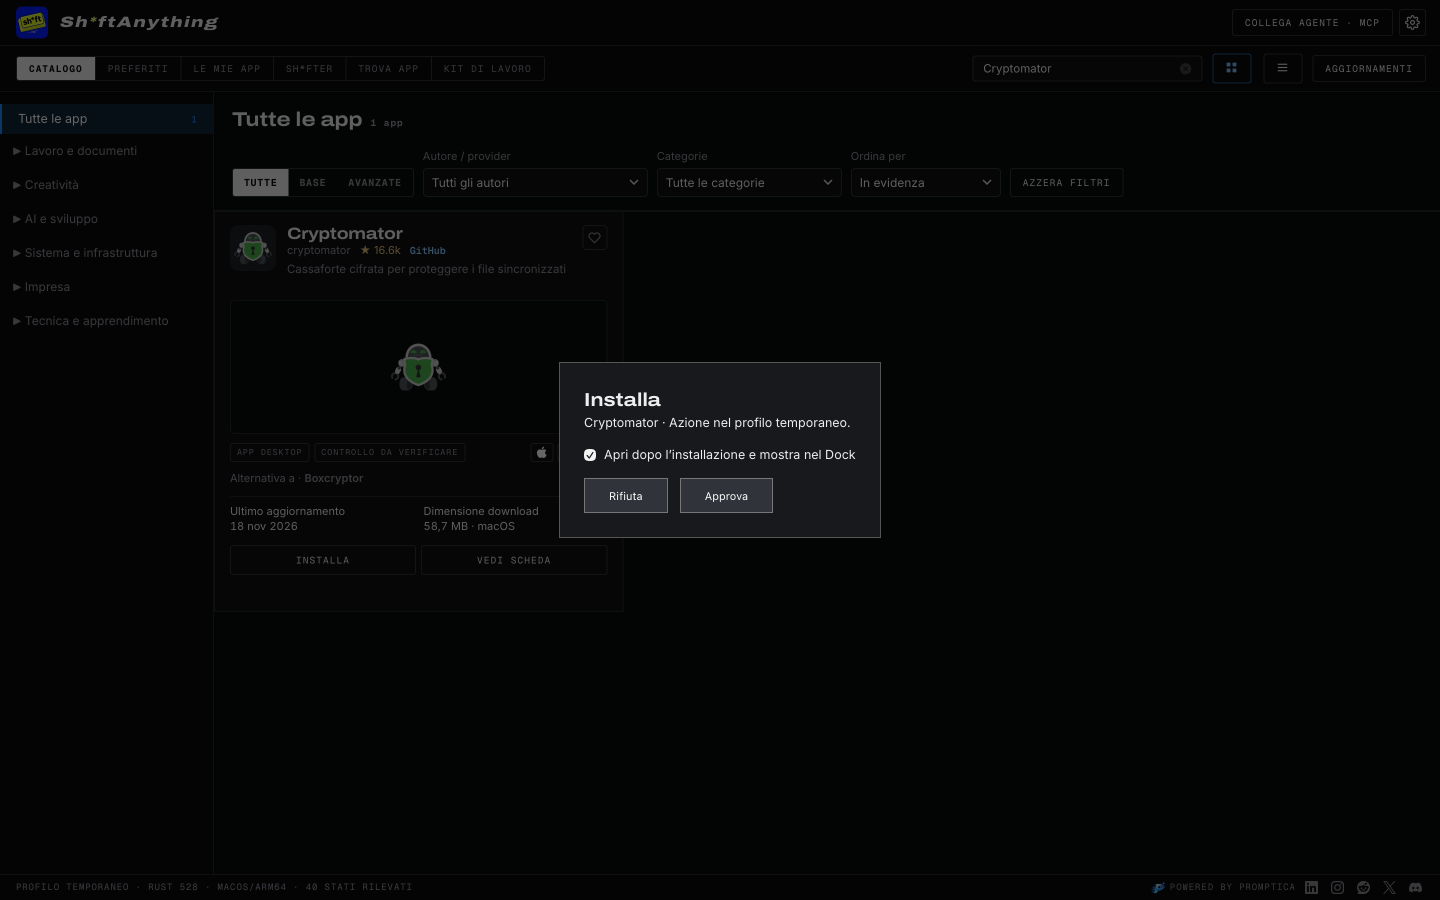 sh*ft
Sh*ftAnything
COLLEGA AGENTE · MCP
CATALOGO
PREFERITI
LE MIE APP
SH*FTER
TROVA APP
KIT DI LAVORO
Cryptomator
AGGIORNAMENTI
Tutte le app
1
▶ Lavoro e documenti
▶ Creatività
▶ AI e sviluppo
▶ Sistema e infrastruttura
▶ Impresa
▶ Tecnica e apprendimento
Tutte le app 1 app
TUTTE
BASE
AVANZATE
Autore / provider
Tutti gli autori
Categorie
Tutte le categorie
Ordina per
In evidenza
AZZERA FILTRI
Cryptomator
cryptomator ★ 16.6k GitHub
Cassaforte cifrata per proteggere i file sincronizzati
APP DESKTOP
CONTROLLO DA VERIFICARE
Alternativa a · Boxcryptor
Ultimo aggiornamento
18 nov 2026
Dimensione download
58,7 MB · macOS
INSTALLA
VEDI SCHEDA
Installa
Cryptomator · Azione nel profilo temporaneo.
Apri dopo l’installazione e mostra nel Dock
Rifiuta
Approva
PROFILO TEMPORANEO · RUST 528 · MACOS/ARM64 · 40 STATI RILEVATI
POWERED BY PROMPTICA